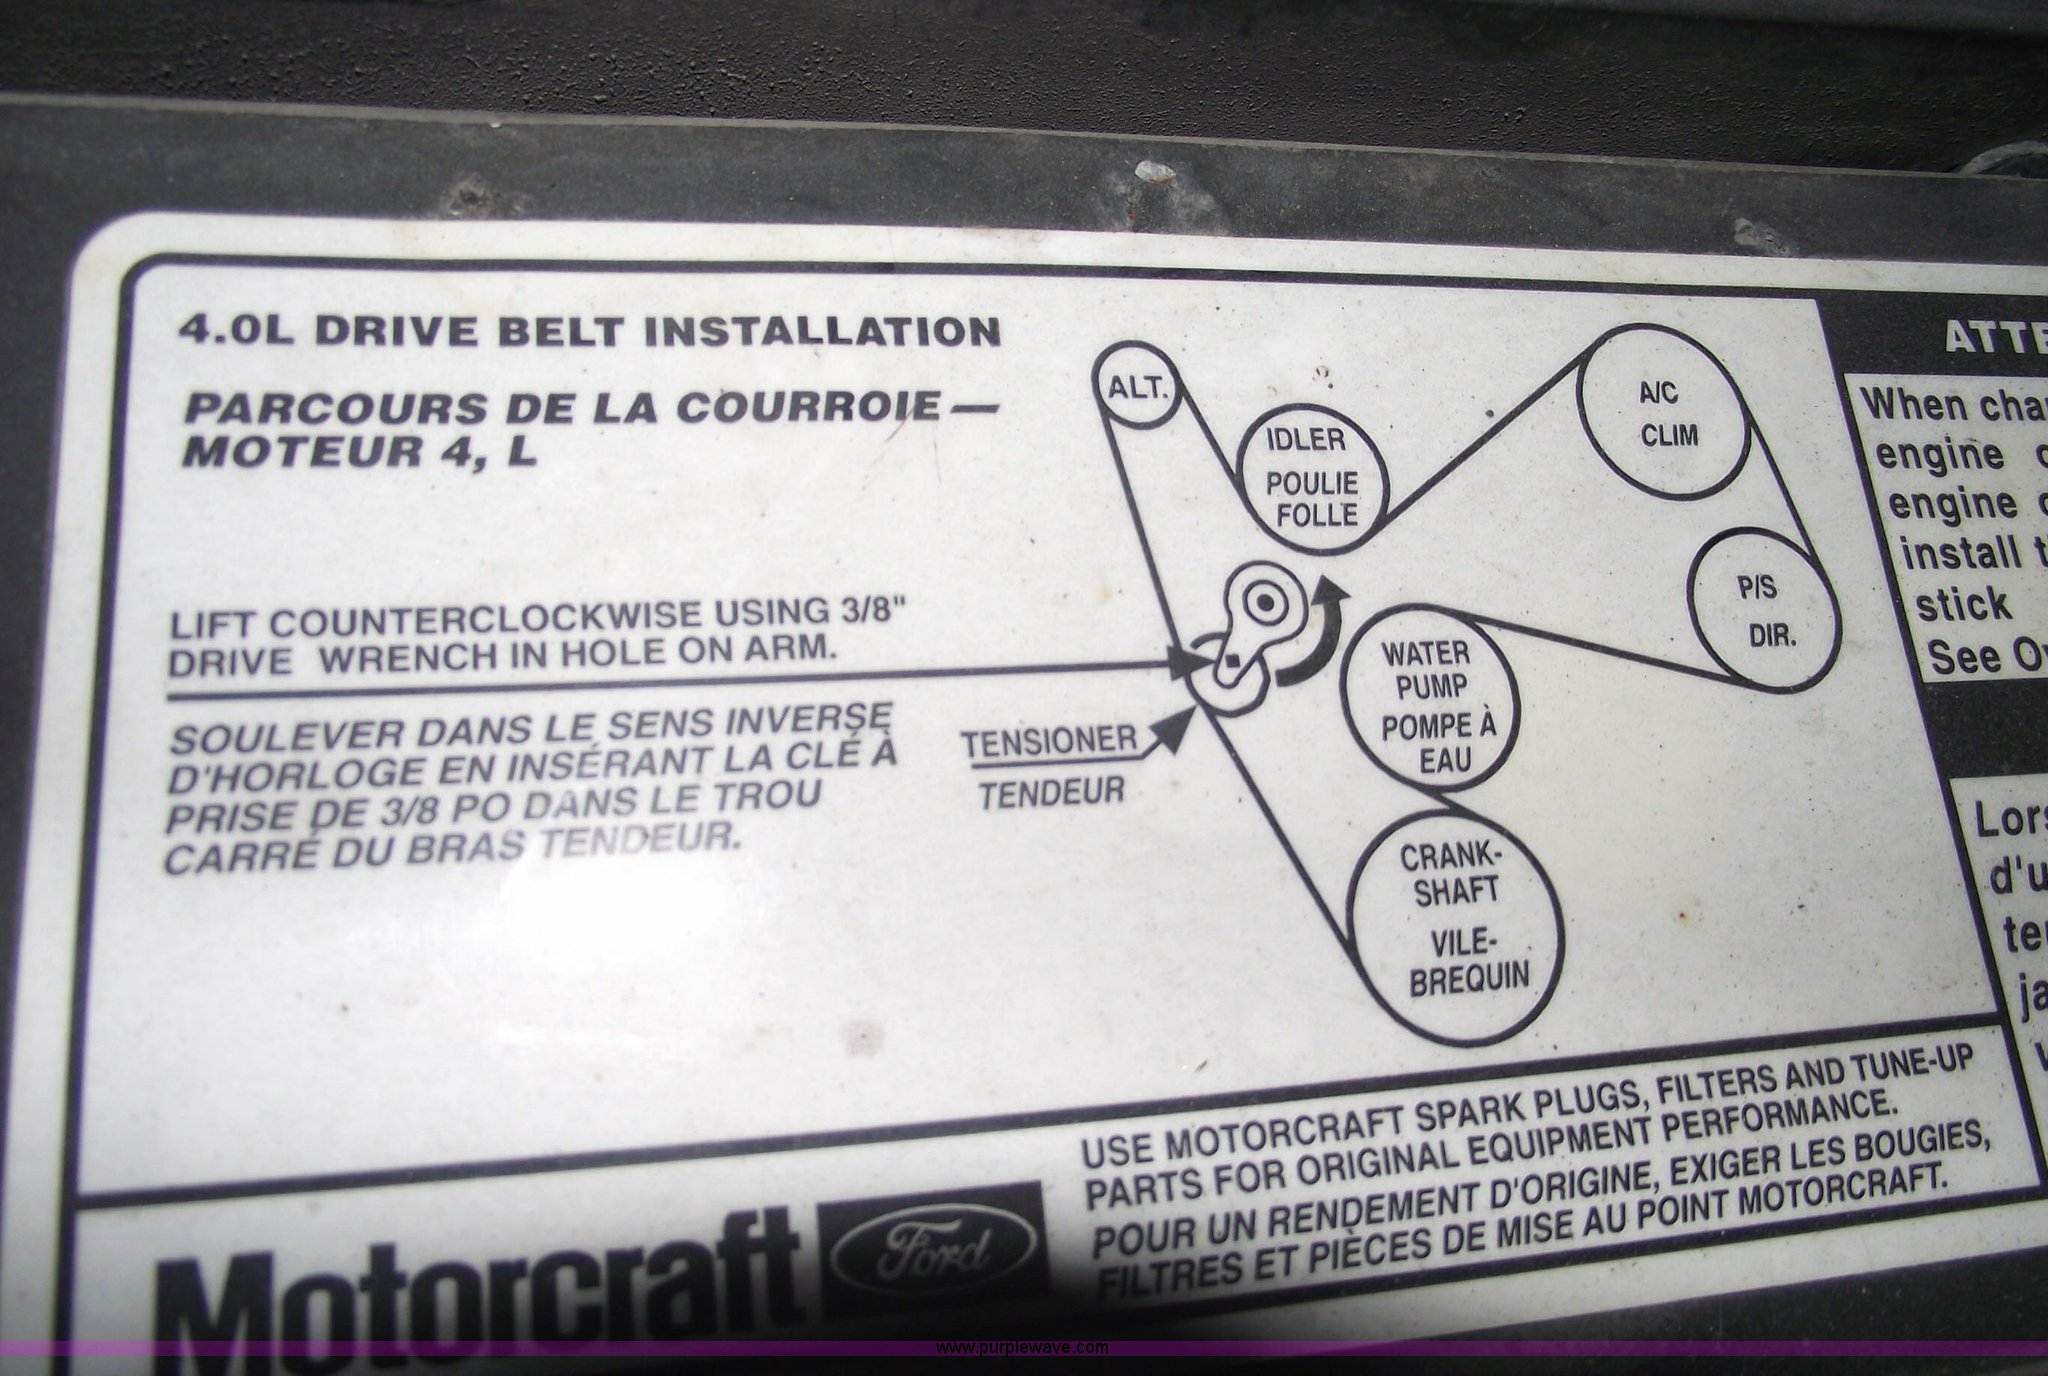 4.0L DRIVE BELT INSTALLATION
PARCOURS DE LA COURROIE —
MOTEUR 4, L
LIFT COUNTERCLOCKWISE USING 3/8"
DRIVE WRENCH IN HOLE ON ARM.
SOULEVER DANS LE SENS INVERSE
D'HORLOGE EN INSÉRANT LA CLÉ À
PRISE DE 3/8 PO DANS LE TROU
CARRÉ DU BRAS TENDEUR.
TENSIONER
TENDEUR
ALT.
IDLER
POULIE
FOLLE
A/C
CLIM
P/S
DIR.
WATER
PUMP
POMPE À
EAU
CRANK-
SHAFT
VILE-
BREQUIN
When
engine
engine
install
stick
See
d'u
Motorcraft
Ford
USE MOTORCRAFT SPARK PLUGS, FILTERS AND TUNE-UP
PARTS FOR ORIGINAL EQUIPMENT PERFORMANCE.
POUR UN RENDEMENT D'ORIGINE, EXIGER LES BOUGIES,
FILTRES ET PIÈCES DE MISE AU POINT MOTORCRAFT.
www.purplewave.com